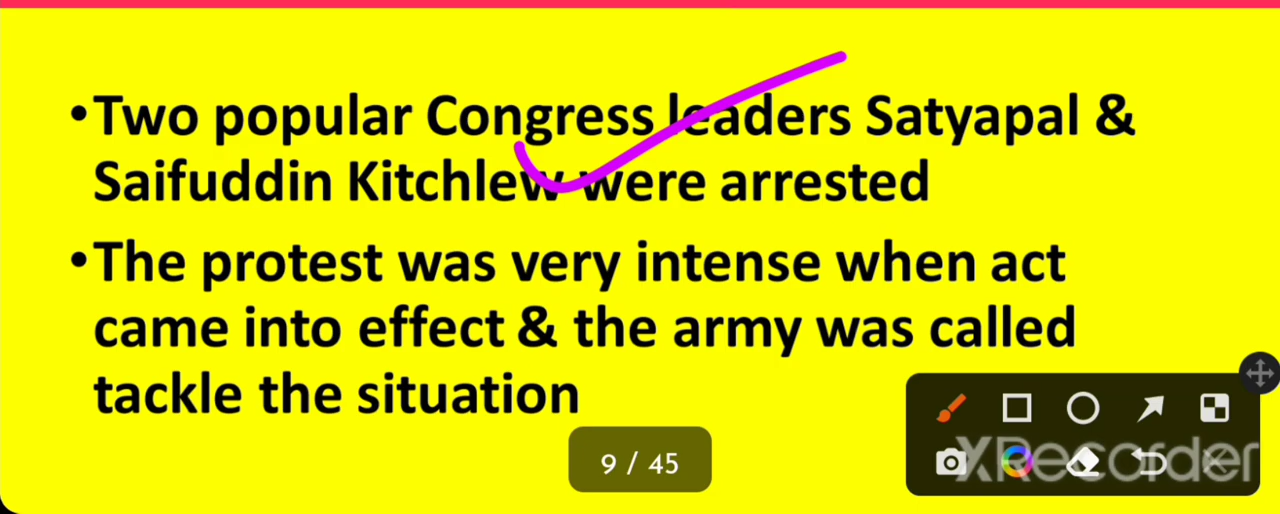 •Two popular Congress leaders Satyapal &
Saifuddin Kitchlew were arrested
•The protest was very intense when act
came into effect & the army was called
tackle the situation
9 / 45
XRecorder